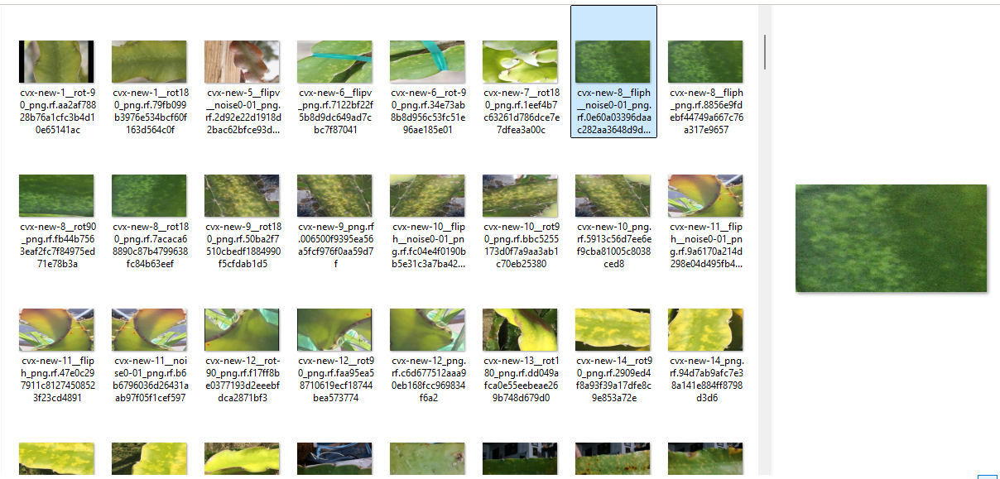 cvx-new-1__rot-9
0_png.rf.aa2af788
28b76a1cfc3b4d1
0e65141ac
cvx-new-1__rot18
0_png.rf.79fb099
b3976e534bcf60f
163d564c0f
cvx-new-5__flipv
__noise0-01_png.
rf.2d92e22d1918d
2bac62bfce93d...
cvx-new-6__flipv
_png.rf.7122bf22f
5b8d9dc649ad7c
bc7f87041
cvx-new-6__rot-9
0_png.rf.34e73ab
8b8d956c53fc51e
96ae185e01
cvx-new-7__rot18
0_png.rf.1eef4b7
c63261d786dce7e
7dfea3a00c
cvx-new-8__fliph
__noise0-01_png.
rf.0e60a03396daa
c282aa3648d9d...
cvx-new-8__fliph
_png.rf.8856e9fd
ebf44749a667c76
a317e9657
cvx-new-8__rot90
_png.rf.fb44b756
3eaf2fc7f84975ed
71e78b3a
cvx-new-8__rot18
0_png.rf.7acaca6
8890c87b4799638
fc84b63eef
cvx-new-9__rot18
0_png.rf.50ba2f7
510cbedf1884990
f5cfdab1d5
cvx-new-9_png.rf
.006500f9395ea56
a5fcf976f0aa59d7
f
cvx-new-10__flip
h__noise0-01_pn
g.rf.fc04e4f0190b
b5e31c3a7ba42...
cvx-new-10__rot9
0_png.rf.bbc5255
173d0f7a9aa3ab1
c70eb25380
cvx-new-10_png.
rf.5913c56d7ee6e
f9cba81005c8038
ced8
cvx-new-11__flip
h__noise0-01_pn
g.rf.9a6170a214d
298e04d495fb4...
cvx-new-11__flip
h_png.rf.47e0c29
7911c8127450852
3f23cd4891
cvx-new-11__noi
se0-01_png.rf.b6
b6796036d26431a
ab97f05f1cef597
cvx-new-12__rot-
90_png.rf.f17ff8b
e0377193d2eeebf
dca2871bf3
cvx-new-12__rot9
0_png.rf.faa95ea5
8710619ecf18744
bea573774
cvx-new-12_png.
rf.c6d677512aaa9
0eb168fcc969834
f6a2
cvx-new-13__rot1
80_png.rf.dd049a
fca0e55eebeae26
9b748d679d0
cvx-new-14__rot9
0_png.rf.2909ed4
f8a93f39a17dfe8c
9e853a72e
cvx-new-14_png.
rf.94d7ab9afc7e3
8a141e884ff8798
d3d6